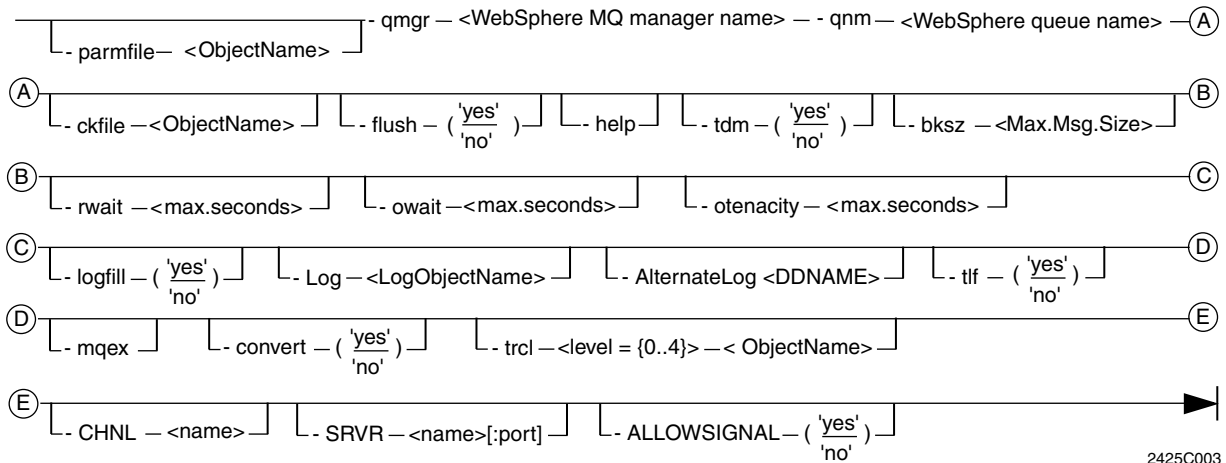 - qmgr — <WebSphere MQ manager name> — - qnm — <WebSphere queue name> — A
- parmfile — <ObjectName>
A B
- ckfile —<ObjectName> - flush – ( 'yes' 'no' ) - help - tdm – ( 'yes' 'no' ) - bksz –<Max.Msg.Size>
B C
- rwait –<max.seconds> - owait —<max.seconds> - otenacity – <max.seconds>
C D
- logfill –( 'yes' 'no' ) - Log –<LogObjectName> - AlternateLog <DDNAME> - tlf – ( 'yes' 'no' )
D E
- mqex - convert – ( 'yes' 'no' ) - trcl —<level = {0..4}> —< ObjectName>
E
- CHNL – <name> - SRVR – <name>[:port] - ALLOWSIGNAL – ( 'yes' 'no' )
2425C003